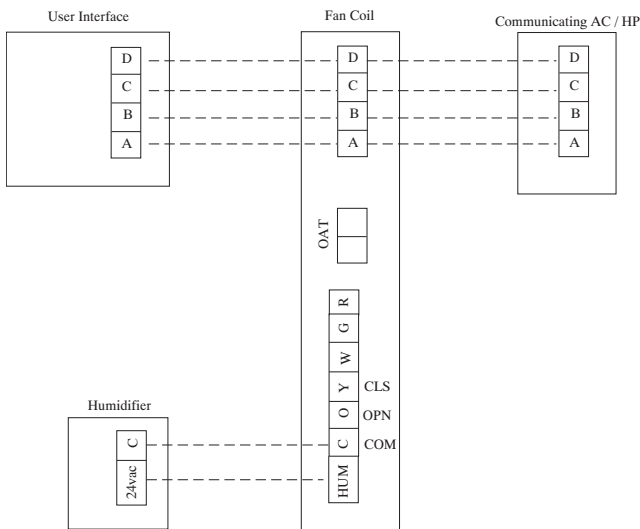 User Interface
Fan Coil
Communicating AC / HP
D
C
B
A
D
C
B
A
D
C
B
A
OAT
R
G
W
Y CLS
O OPN
C COM
HUM
Humidifier
C
24vac